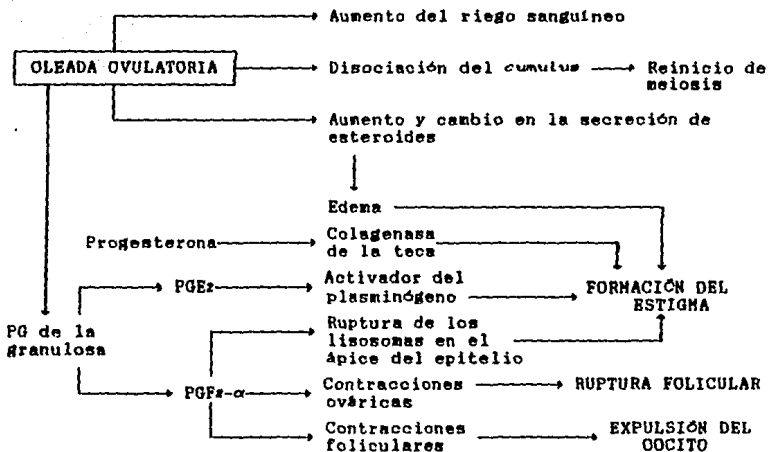 Aumento del riego sanguíneo
OLEADA OVULATORIA
Disociación del cumulus
Reinicio de
meiosis
Aumento y cambio en la secreción de
esteroides
Edema
Progesterona
Colagenasa
de la teca
PGE2
Activador del
plasminógeno
FORMACIÓN DEL
ESTIGMA
PG de la
granulosa
Ruptura de los
lisosomas en el
ápice del epitelio
PGF2-α
Contracciones
ováricas
RUPTURA FOLICULAR
Contracciones
foliculares
EXPULSIÓN DEL
OOCITO